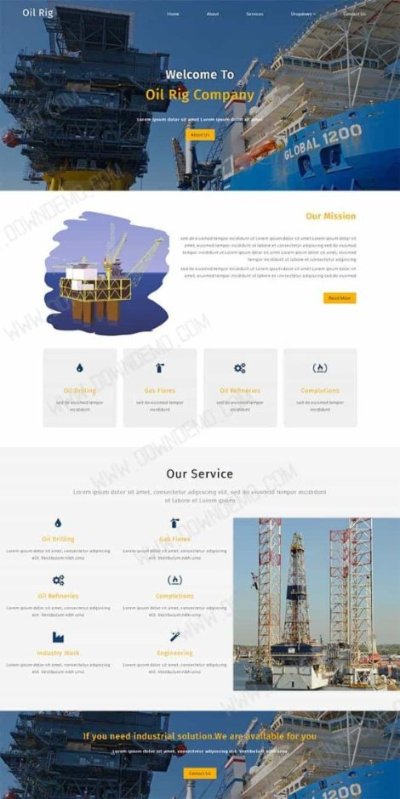 Oil Rig
Home About Services Dropdown Contact Us
Welcome To
Oil Rig Company
Lorem ipsum dolor sit amet Lorem ipsum dolor sit amet
About Us
GLOBAL 1200
Our Mission
sed do eiusmod tempor
Read More
Oil Drilling
sed do eiusmod tempor
incididunt
Gas Flores
sed do eiusmod tempor
incididunt
Oil Refineries
sed do eiusmod tempor
incididunt
Completions
sed do eiusmod tempor
incididunt
Our Service
Lorem ipsum dolor sit amet, consectetur adipiscing elit, sed do eiusmod incididunt
ut labore Lorem ipsum
Oil Drilling
Lorem ipsum dolor sit amet, consectetur adipiscing
elit. Vestibulum nibh urna
Gas Flores
Lorem ipsum dolor sit amet, consectetur adipiscing
elit. Vestibulum nibh urna
Oil Refineries
Lorem ipsum dolor sit amet, consectetur adipiscing
elit. Vestibulum nibh urna
Completions
Lorem ipsum dolor sit amet, consectetur adipiscing
elit. Vestibulum nibh urna
Industry Work
Lorem ipsum dolor sit amet, consectetur adipiscing
elit. Vestibulum nibh urna
Engineering
Lorem ipsum dolor sit amet, consectetur adipiscing
elit. Vestibulum nibh urna
If you need industrial solution.We are available for you
Lorem ipsum dolor sit amet, consectetur adipiscing elit. Vestibulum nibh urna
Contact Us
WWW.DOWNDEMO.COM